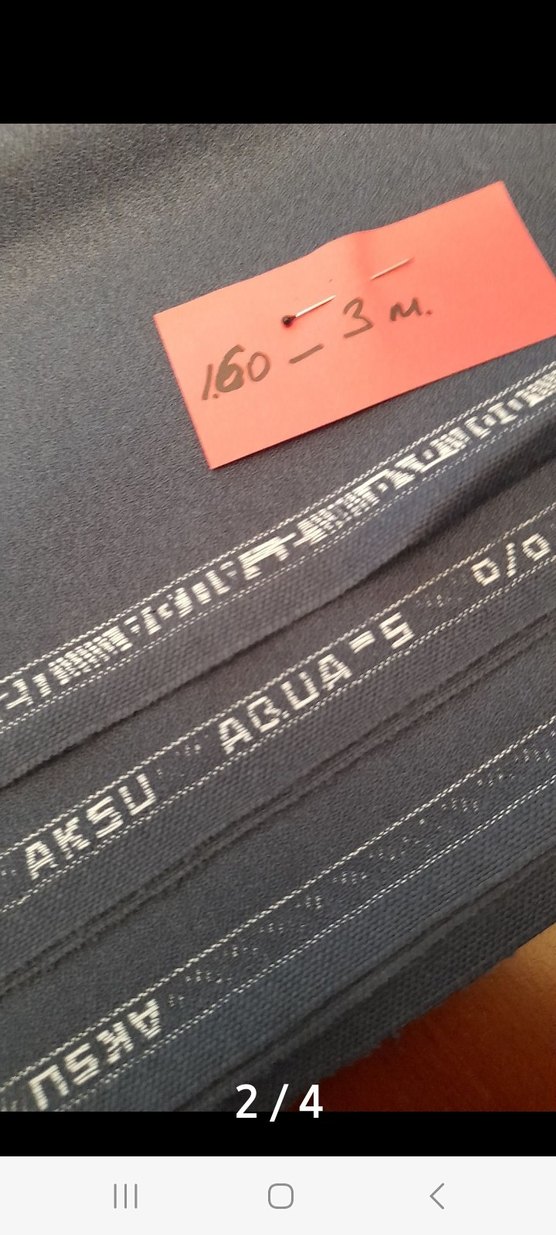 1.60 - 3 м.
AKSU AQUA-5 0/0
AKSU
2 / 4